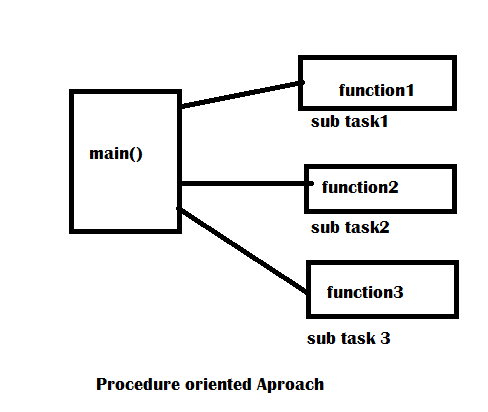 main()
function1
sub task1
function2
sub task2
function3
sub task 3
Procedure oriented Aproach